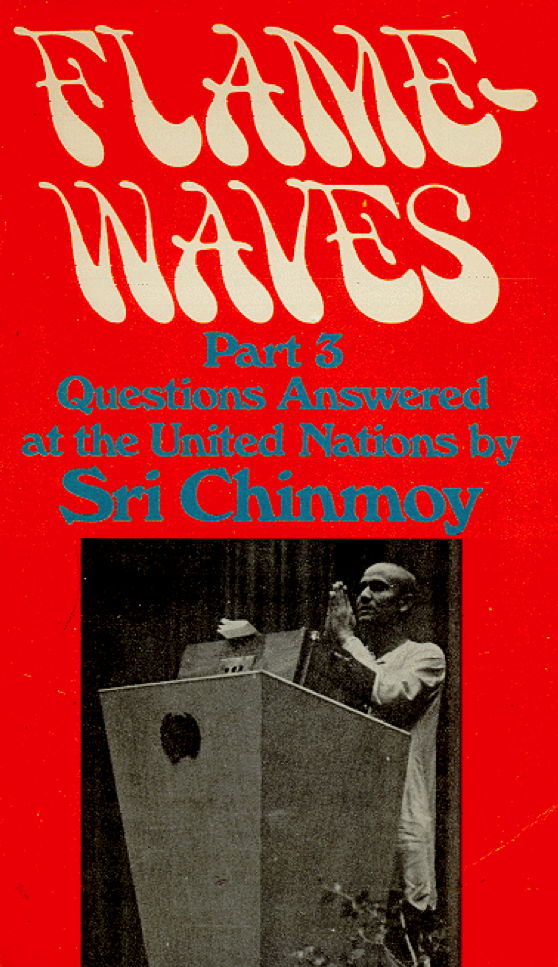 FLAME-
WAVES
Part 3
Questions Answered
at the United Nations by
Sri Chinmoy